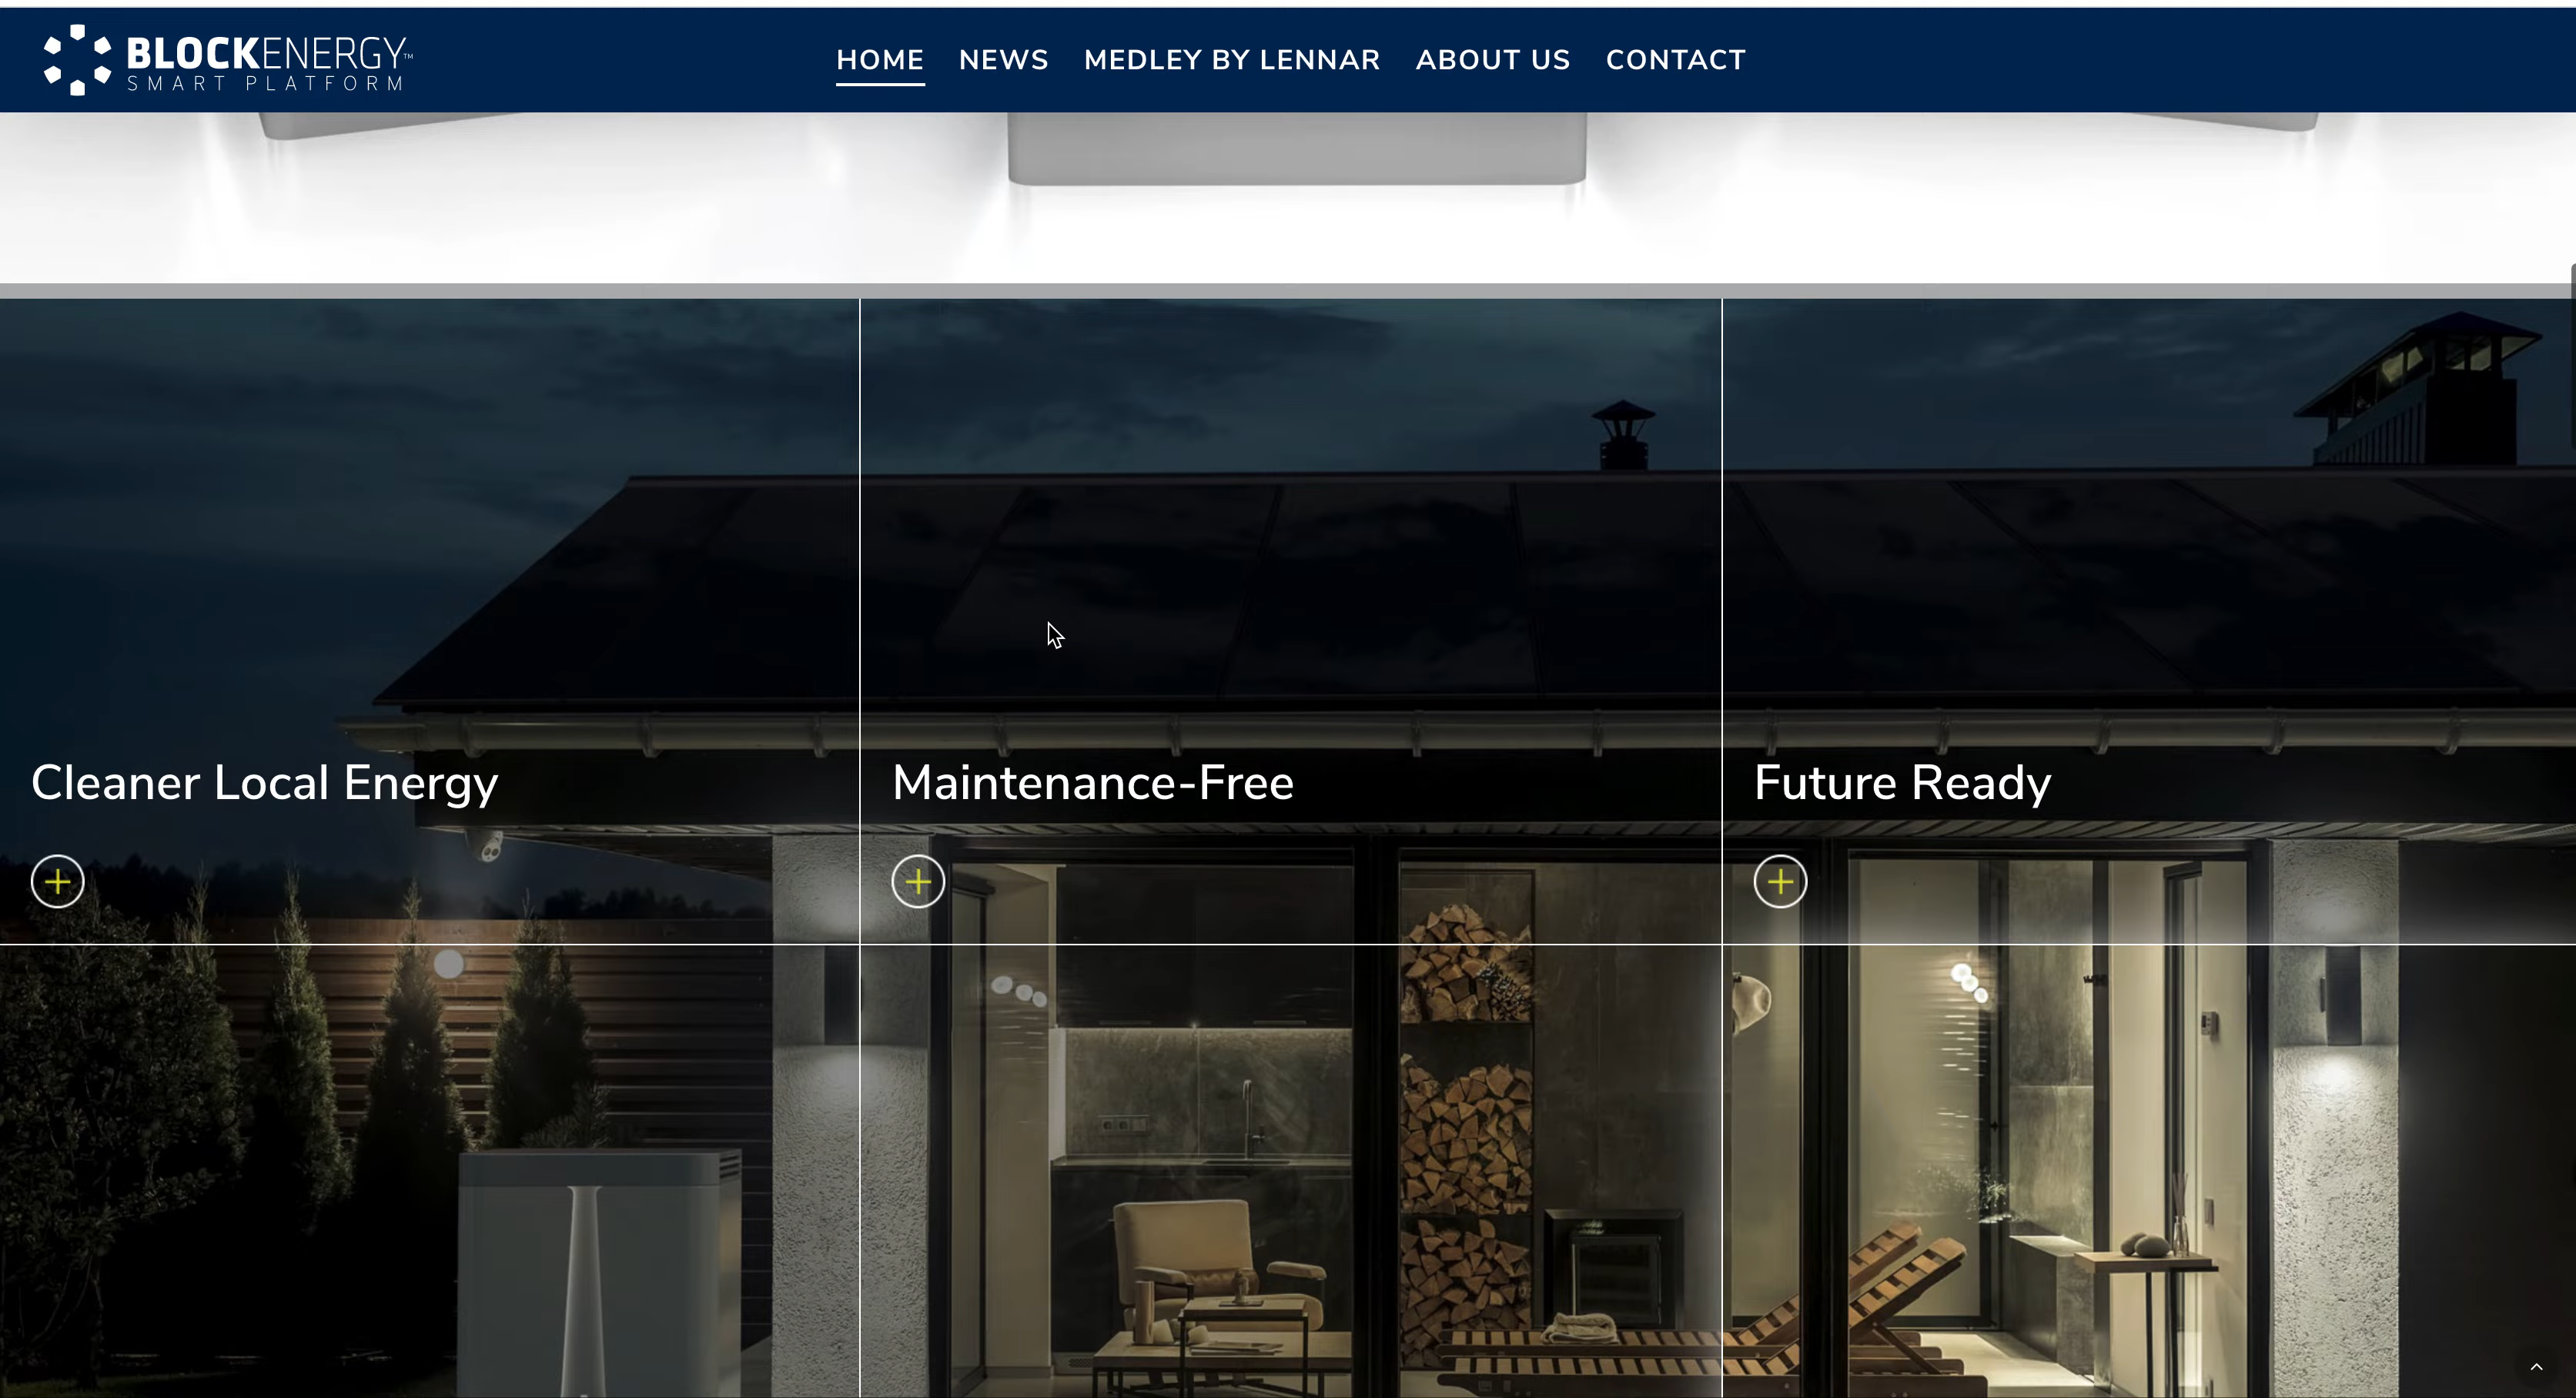 BLOCKENERGY™
SMART PLATFORM
HOME NEWS MEDLEY BY LENNAR ABOUT US CONTACT
Cleaner Local Energy
Maintenance-Free
Future Ready